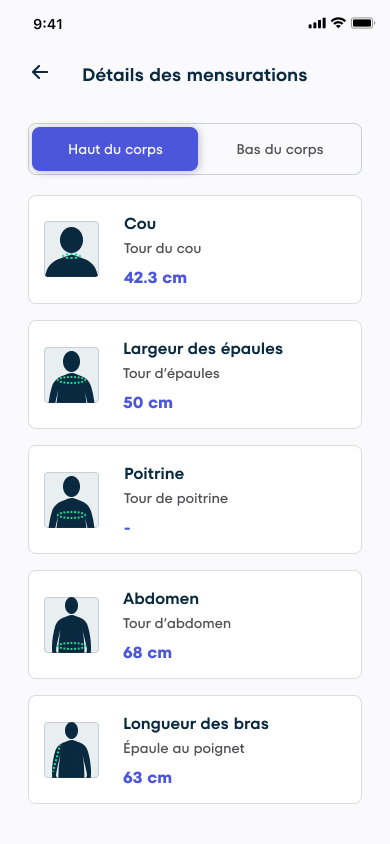 9:41
Détails des mensurations
Haut du corps
Bas du corps
Cou
Tour du cou
42.3 cm
Largeur des épaules
Tour d'épaules
50 cm
Poitrine
Tour de poitrine
-
Abdomen
Tour d'abdomen
68 cm
Longueur des bras
Épaule au poignet
63 cm